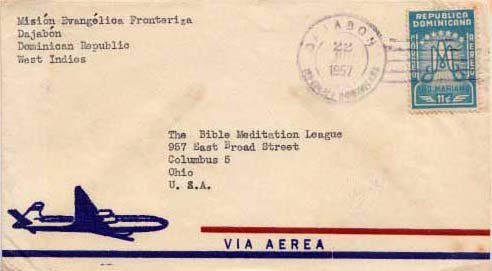 Misión Evangélica Fronteriza
Dajabón
Dominican Republic
West Indies
DAJABON
22
1957
REPUBLICA DOMINICANA
AÑO MARIANO
11¢
The Bible Meditation League
957 East Broad Street
Columbus 5
Ohio
U. S. A.
VIA AEREA